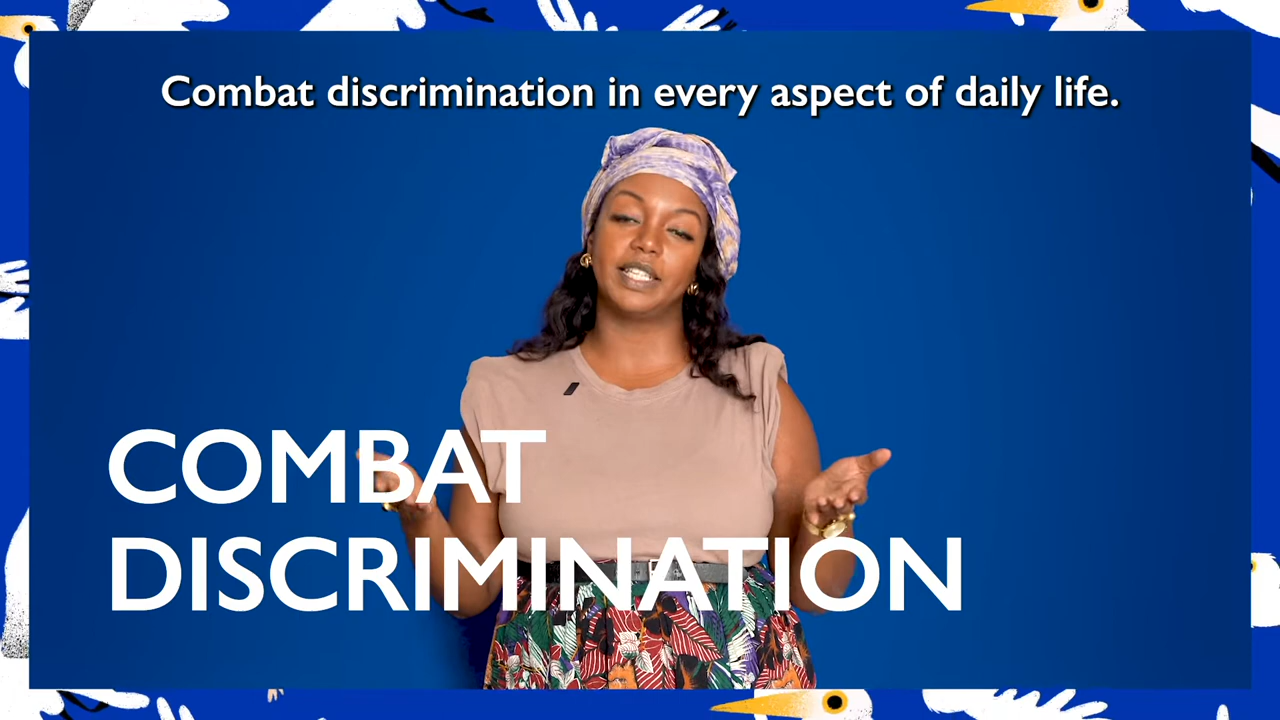 Combat discrimination in every aspect of daily life.
COMBAT
DISCRIMINATION